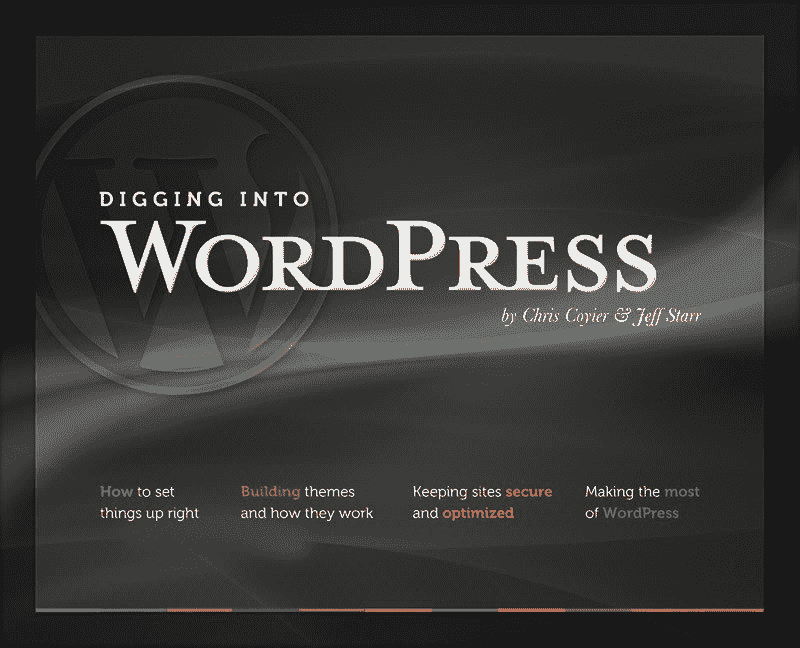 DIGGING INTO
WORDPRESS
by Chris Coyier & Jeff Starr
How to set
things up right
Building themes
and how they work
Keeping sites secure
and optimized
Making the most
of WordPress